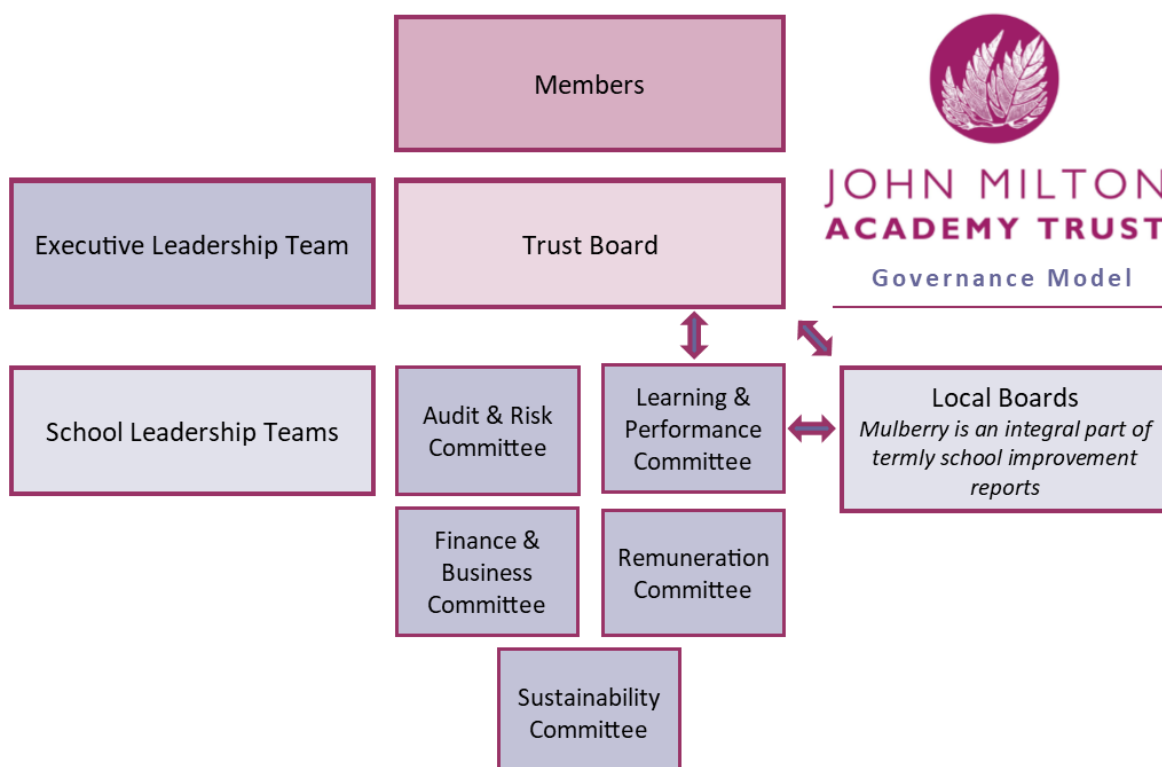 Members
JOHN MILTON
ACADEMY TRUST
Governance Model
Executive Leadership Team
Trust Board
School Leadership Teams
Audit & Risk
Committee
Learning &
Performance
Committee
Local Boards
Mulberry is an integral part of
termly school improvement
reports
Finance &
Business
Committee
Remuneration
Committee
Sustainability
Committee